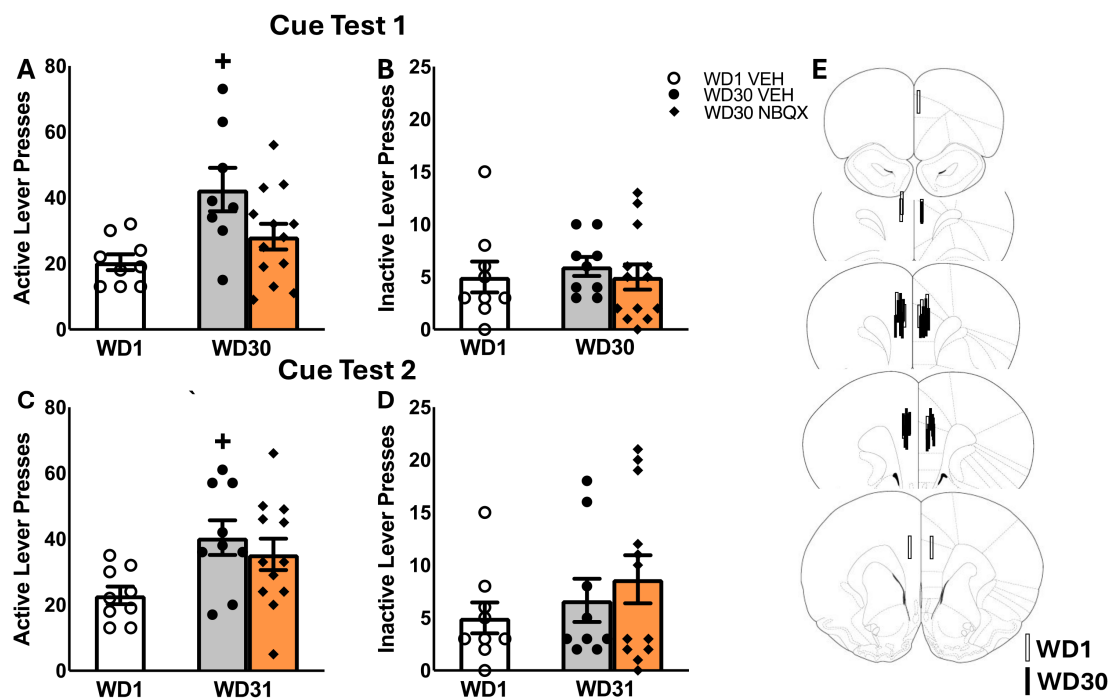 Cue Test 1
A
Active Lever Presses
80
60
40
20
0
+
WD1
WD30
B
Inactive Lever Presses
25
20
15
10
5
0
WD1
WD30
WD1 VEH
WD30 VEH
WD30 NBQX
Cue Test 2
C
Active Lever Presses
80
60
40
20
0
+
WD1
WD31
D
Inactive Lever Presses
25
20
15
10
5
0
WD1
WD31
E
WD1
WD30